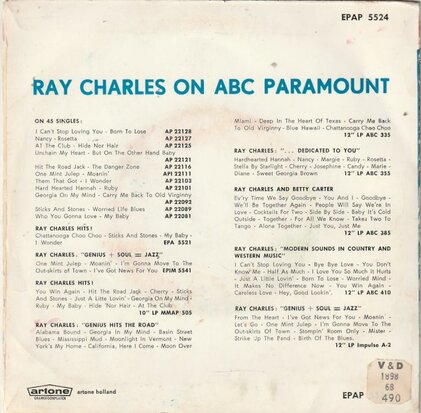 EPAP 5524
RAY CHARLES ON ABC PARAMOUNT
ON 45 SINGLES:
I Can't Stop Loving You - Born To Lose AP 22128
Nancy - Rosetta AP 22127
At The Club - Hide Nor Hair AP 22125
Unchain My Heart - But On The Other Hand Baby
AP 22121
Hit The Road Jack - The Danger Zone AP 22116
One Mint Julep - Moanin' API 22111
Them That Got - I Wonder AP 22103
Hard Hearted Hannah - Ruby AP 22101
Georgia On My Mind - Carry Me Back To Old Virginny
AP 22092
Sticks And Stones - Worried Life Blues AP 22089
Who You Gonna Love - My Baby AP 22081
RAY CHARLES HITS!
Chattanooga Choo Choo - Sticks And Stones - My Baby -
I Wonder EPA 5521
RAY CHARLES: "GENIUS + SOUL = JAZZ"
One Mint Julep - Moanin' - I'm Gonna Move To The
Out-skirts of Town - I've Got News For You EPIM 5541
RAY CHARLES HITS!
You Win Again - Hit The Road Jack - Cherry - Sticks
And Stones - Just A Little Lovin' - Georgia On My Mind -
Ruby - My Baby - Hide 'Nor Hair - At The Club -
10" LP MMAP 505
RAY CHARLES: "GENIUS HITS THE ROAD"
Alabama Bound - Georgia In My Mind - Basin Street
Blues - Mississippi Mud - Moonlight In Vermont - New
York's My Home - California, Here I Come - Moon Over
Miami - Deep In The Heart Of Texas - Carry Me Back
To Old Virginny - Blue Hawaii - Chattanooga Choo Choo
12" LP ABC 335
RAY CHARLES: "... DEDICATED TO YOU"
Hardhearted Hannah - Nancy - Margie - Ruby - Rosetta
Stella By Starlight - Cherry - Josephine - Candy - Marie -
Diane - Sweet Georgia Brown 12" LP ABC 355
RAY CHARLES AND BETTY CARTER
Ev'ry Time We Say Goodbye - You And I - Goodbye -
We'll Be Together Again - People Will Say We're In
Love - Cocktails For Two - Side By Side - Baby It's Cold
Outside - Together - For All We Know - Takes Two To
Tango - Alone Together - Just You, Just Me
12" LP ABC 385
RAY CHARLES: "MODERN SOUNDS IN COUNTRY AND
WESTERN MUSIC"
I Can't Stop Loving You - Bye Bye Love - You Don't
Know Me - Half As Much - I Love You So Much It Hurts
- Just A Little Lovin' - Born To Lose - Worried Mind -
It Makes No Difference Now - You Win Again -
Careless Love - Hey, Good Lookin'. 12" LP ABC 410
RAY CHARLES: "GENIUS + SOUL = JAZZ"
From The Heart - I've Got News For You - Moanin' -
Let's Go - One Mint Julep - I'm Gonna Move To The
Out-skirts Of Town - Stompin' Room Only - Mister -
Strike Up The Band - Birth Of The Blues.
12" LP Impulse A-2
artone
GRAMMOFOONPLATEN
artone holland
EPAP
V & D
1898
68
490